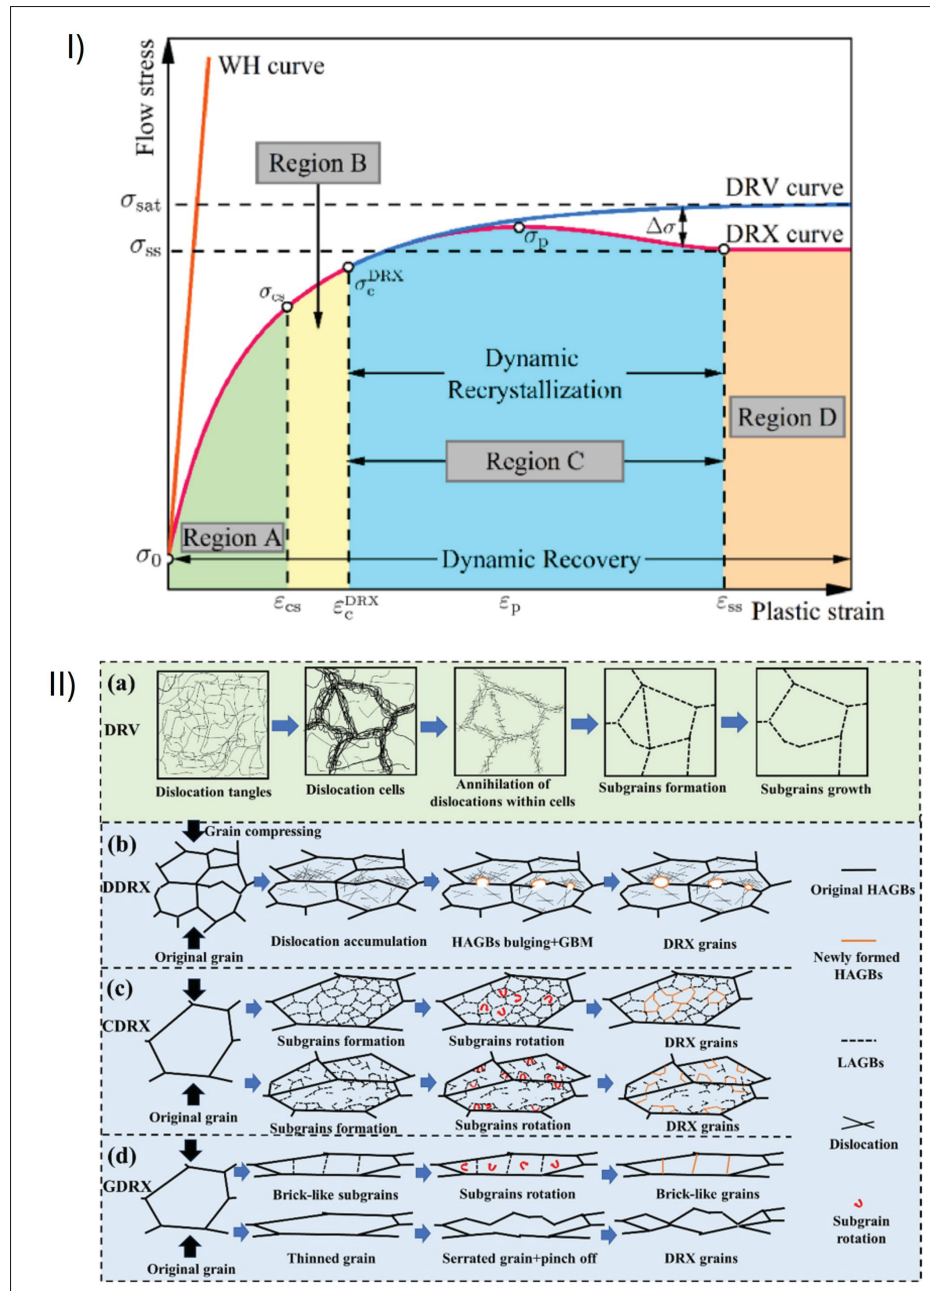 I)
Flow stress
WH curve
Region B
σsat
DRV curve
Δσ
DRX curve
σss
σp
σcDRX
σcs
Dynamic
Recrystallization
Region D
Region C
Region A
σ0
Dynamic Recovery
εcs
εcDRX
εp
εss
Plastic strain
II)
(a)
DRV
Dislocation tangles
Dislocation cells
Annihilation of
dislocations within cells
Subgrains formation
Subgrains growth
Grain compressing
(b)
DDRX
Original grain
Dislocation accumulation
HAGBs bulging+GBM
DRX grains
Original HAGBs
Newly formed
HAGBs
(c)
CDRX
Subgrains formation
Subgrains rotation
DRX grains
LAGBs
Original grain
Subgrains formation
Subgrains rotation
DRX grains
Dislocation
(d)
GDRX
Brick-like subgrains
Subgrains rotation
Brick-like grains
Subgrain
rotation
Original grain
Thinned grain
Serrated grain+pinch off
DRX grains